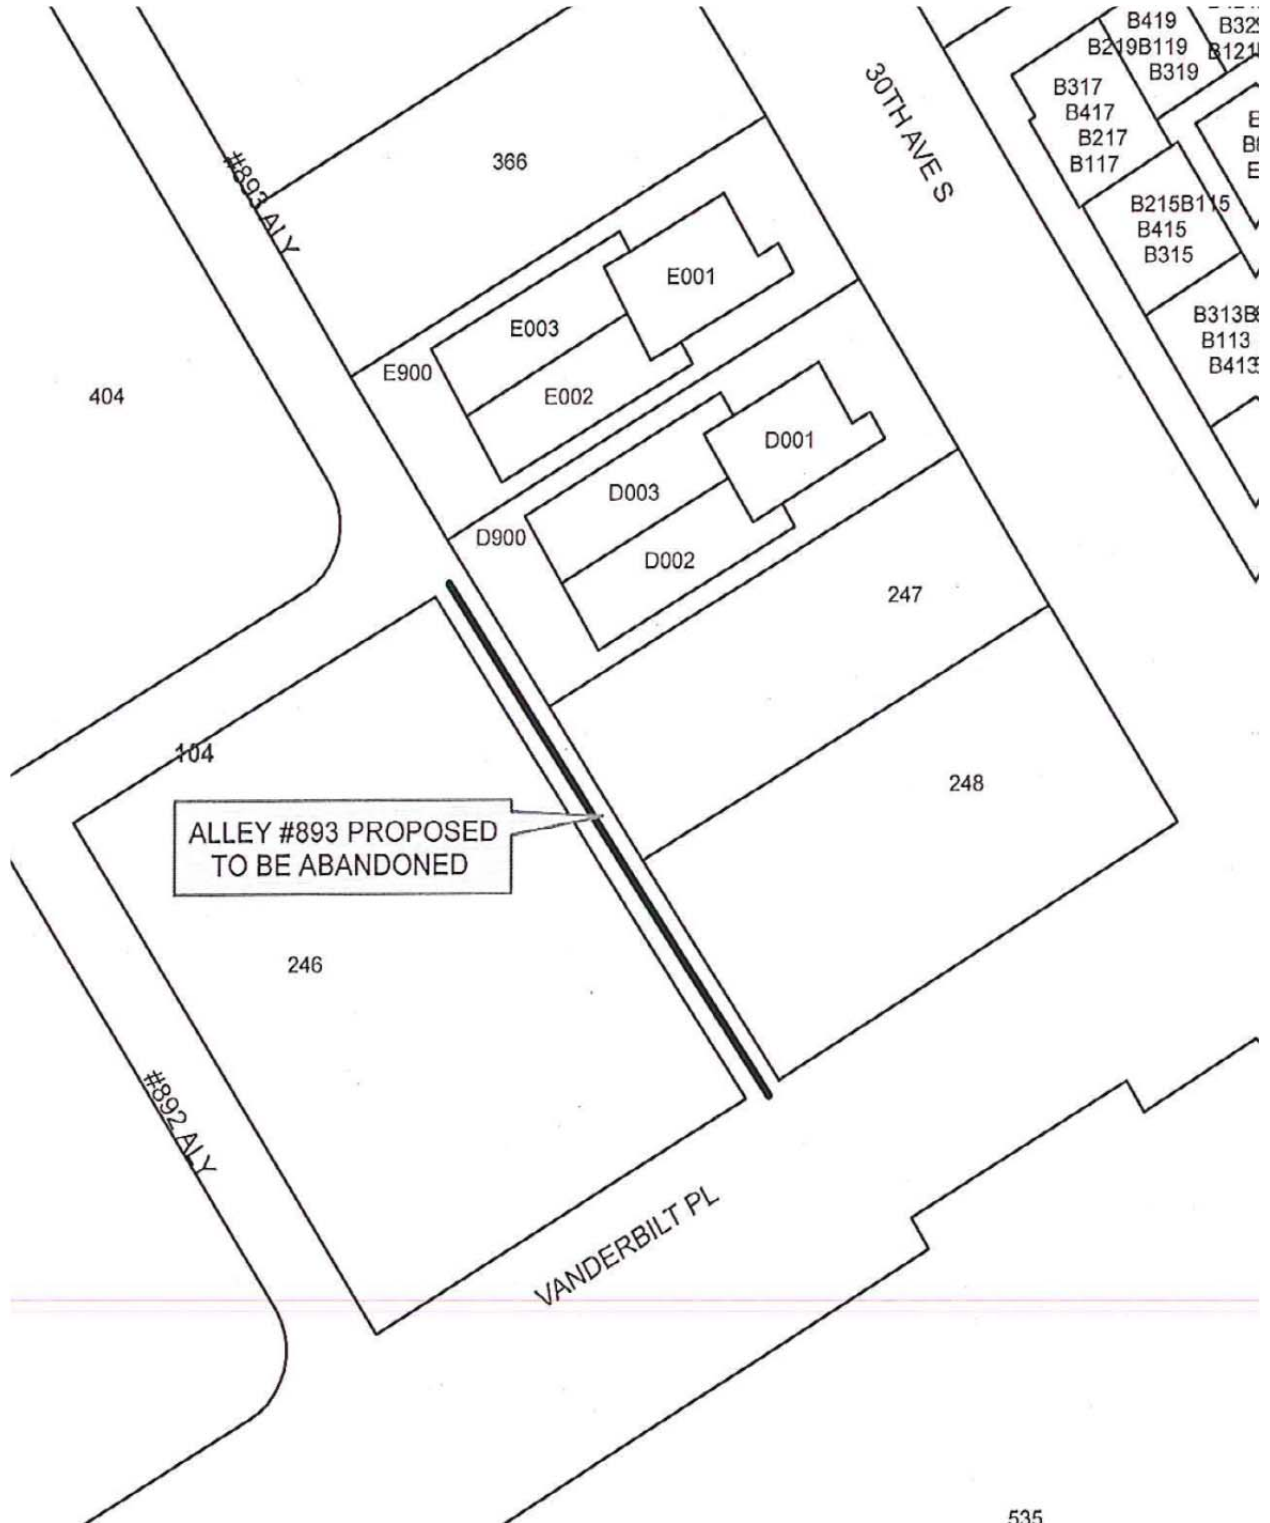 B419
B219B119
B319
B317
B417
B217
B117
30TH AVE S
366
#893 ALY
B215B115
B415
B315
E001
E003
B113
E900
E002
404
D001
D003
D900
D002
247
104
248
ALLEY #893 PROPOSED
TO BE ABANDONED
246
#892 ALY
VANDERBILT PL
535